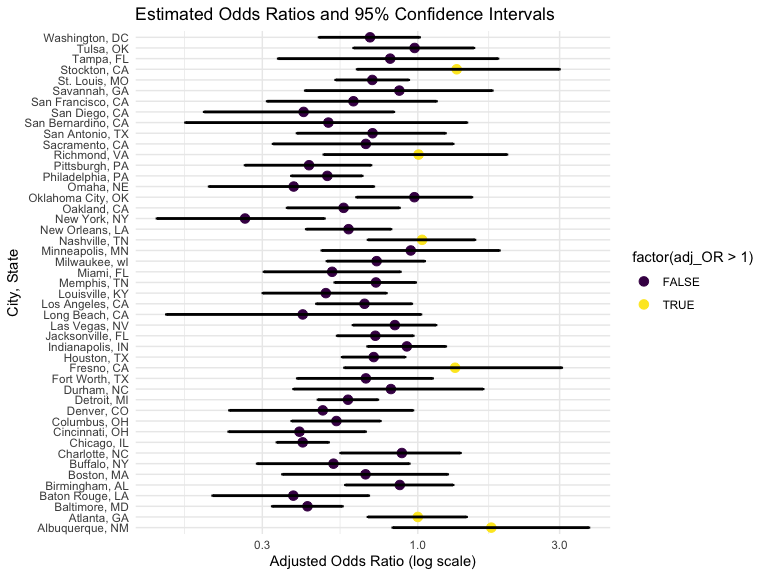 Estimated Odds Ratios and 95% Confidence Intervals
City, State
Washington, DC
Tulsa, OK
Tampa, FL
Stockton, CA
St. Louis, MO
Savannah, GA
San Francisco, CA
San Diego, CA
San Bernardino, CA
San Antonio, TX
Sacramento, CA
Richmond, VA
Pittsburgh, PA
Philadelphia, PA
Omaha, NE
Oklahoma City, OK
Oakland, CA
New York, NY
New Orleans, LA
Nashville, TN
Minneapolis, MN
Milwaukee, wI
Miami, FL
Memphis, TN
Louisville, KY
Los Angeles, CA
Long Beach, CA
Las Vegas, NV
Jacksonville, FL
Indianapolis, IN
Houston, TX
Fresno, CA
Fort Worth, TX
Durham, NC
Detroit, MI
Denver, CO
Columbus, OH
Cincinnati, OH
Chicago, IL
Charlotte, NC
Buffalo, NY
Boston, MA
Birmingham, AL
Baton Rouge, LA
Baltimore, MD
Atlanta, GA
Albuquerque, NM
0.3 1.0 3.0
Adjusted Odds Ratio (log scale)
factor(adj_OR > 1)
FALSE
TRUE